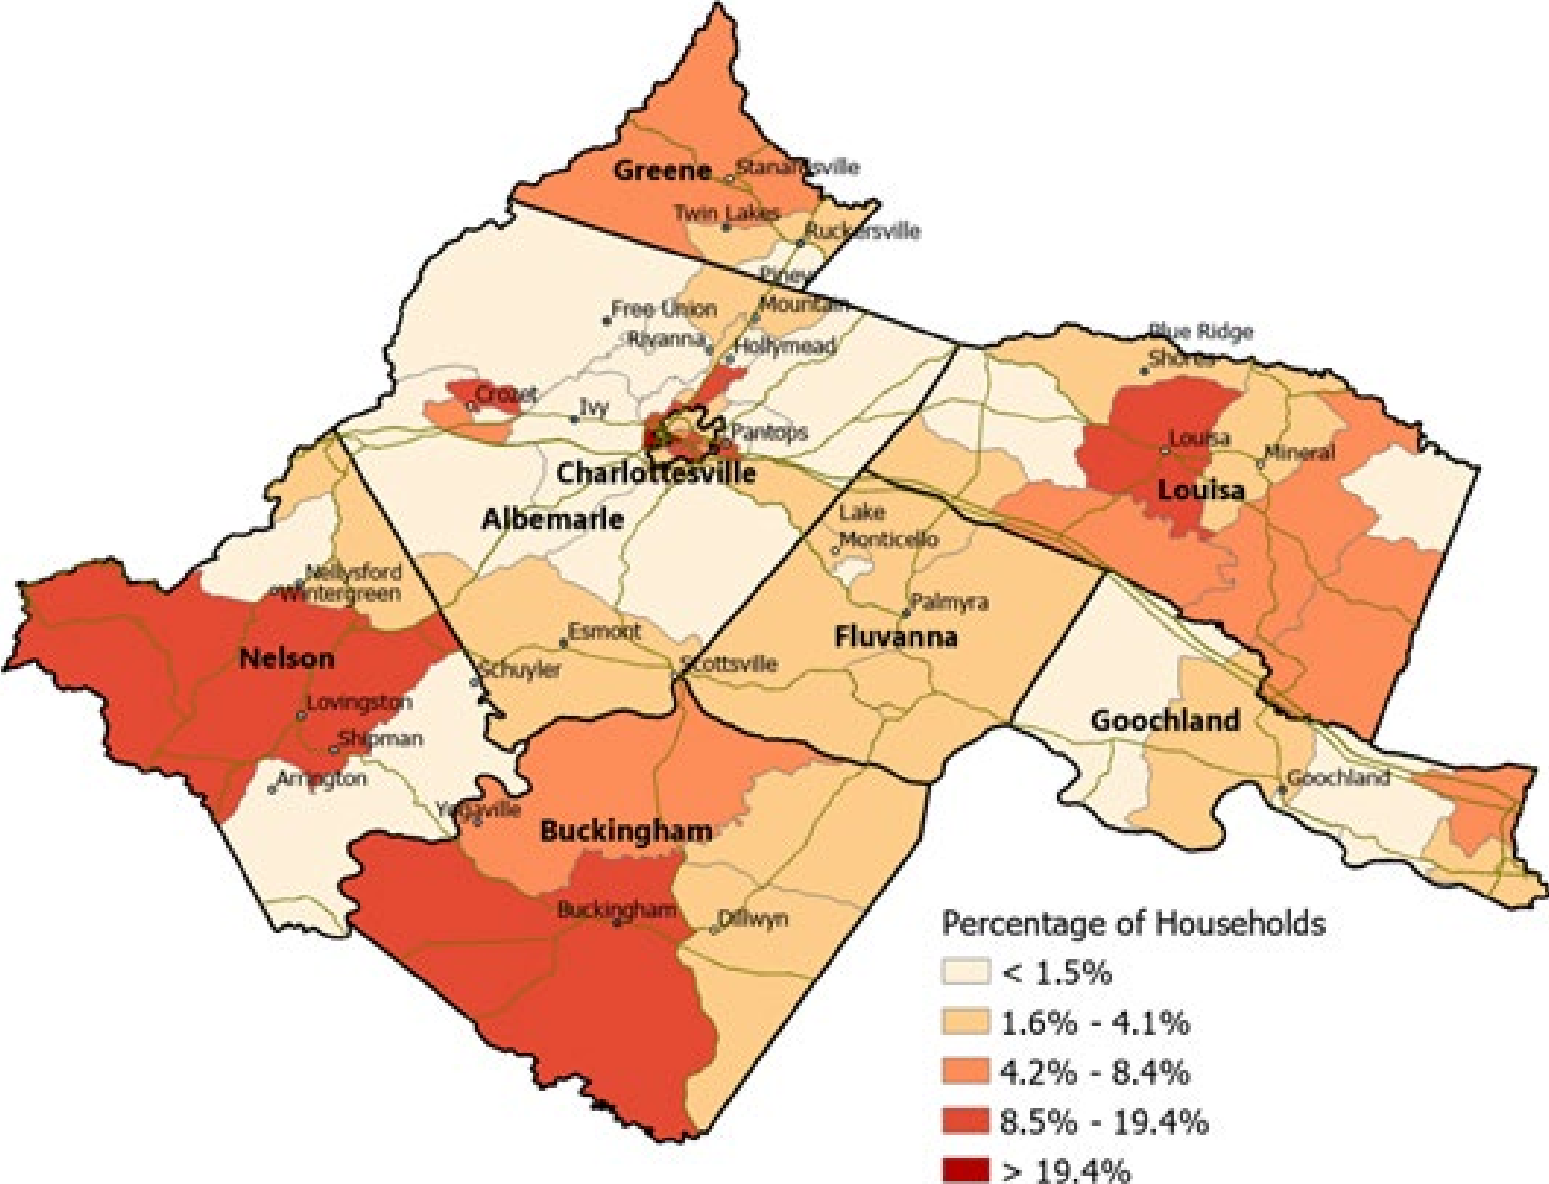 Greene
Stanardsville
Twin Lakes
Ruckersville
Piney
Mountain
Free Union
Rivanna
Hollymead
Blue Ridge
Shores
Crozet
Ivy
Pantops
Louisa
Mineral
Charlottesville
Louisa
Albemarle
Lake
Monticello
Nellysford
Wintergreen
Palmyra
Esmont
Fluvanna
Nelson
Schuyler
Scottsville
Lovingston
Goochland
Shipman
Arrington
Goochland
Yogaville
Buckingham
Buckingham
Dillwyn
Percentage of Households
< 1.5%
1.6% - 4.1%
4.2% - 8.4%
8.5% - 19.4%
> 19.4%